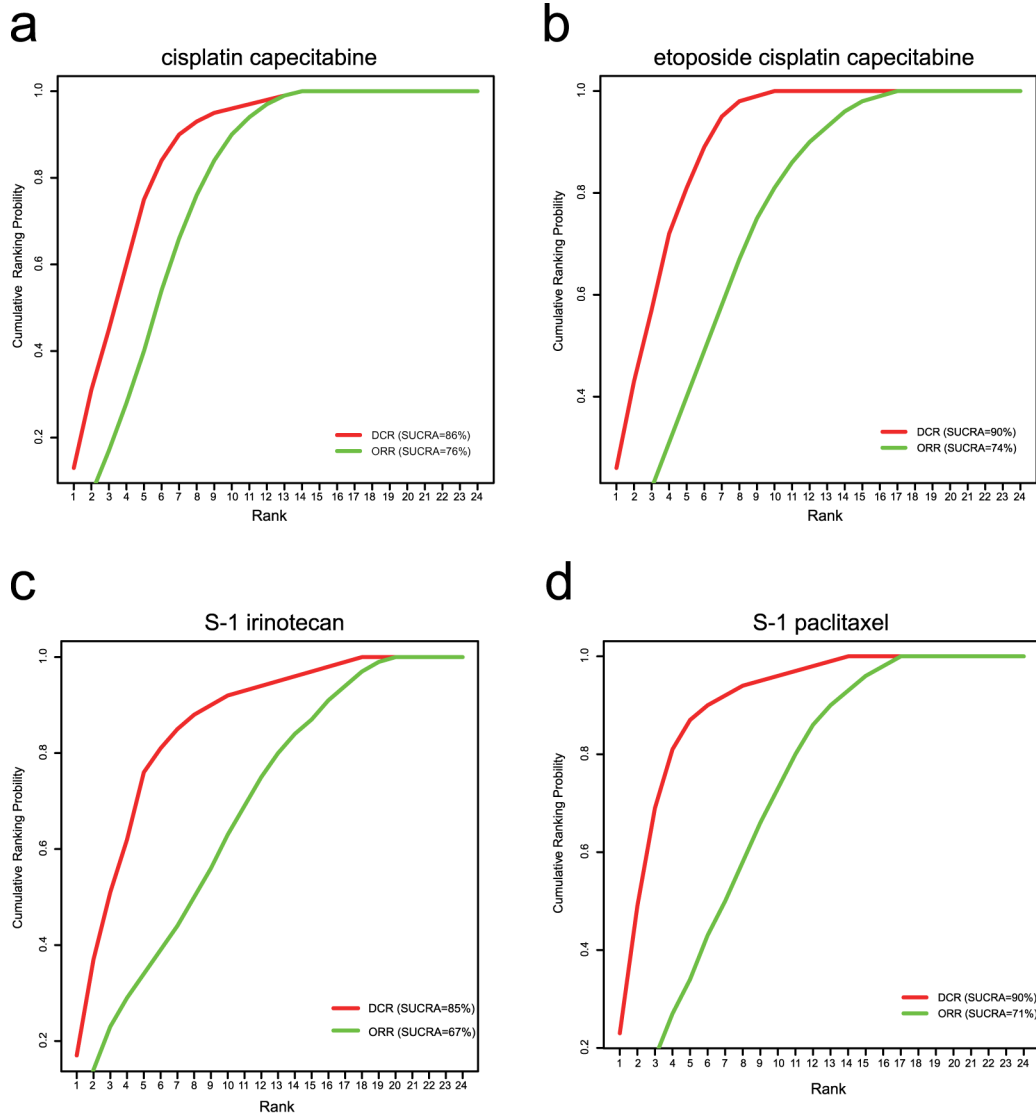 a
cisplatin capecitabine
1.0
0.8
0.6
0.4
0.2
Cumulative Ranking Probility
DCR (SUCRA=86%)
ORR (SUCRA=76%)
1 2 3 4 5 6 7 8 9 10 11 12 13 14 15 16 17 18 19 20 21 22 23 24
Rank
b
etoposide cisplatin capecitabine
1.0
0.8
0.6
0.4
Cumulative Ranking Probility
DCR (SUCRA=90%)
ORR (SUCRA=74%)
1 2 3 4 5 6 7 8 9 10 11 12 13 14 15 16 17 18 19 20 21 22 23 24
Rank
c
S-1 irinotecan
1.0
0.8
0.6
0.4
0.2
Cumulative Ranking Probility
DCR (SUCRA=85%)
ORR (SUCRA=67%)
1 2 3 4 5 6 7 8 9 10 11 12 13 14 15 16 17 18 19 20 21 22 23 24
Rank
d
S-1 paclitaxel
1.0
0.8
0.6
0.4
0.2
Cumulative Ranking Probility
DCR (SUCRA=90%)
ORR (SUCRA=71%)
1 2 3 4 5 6 7 8 9 10 11 12 13 14 15 16 17 18 19 20 21 22 23 24
Rank